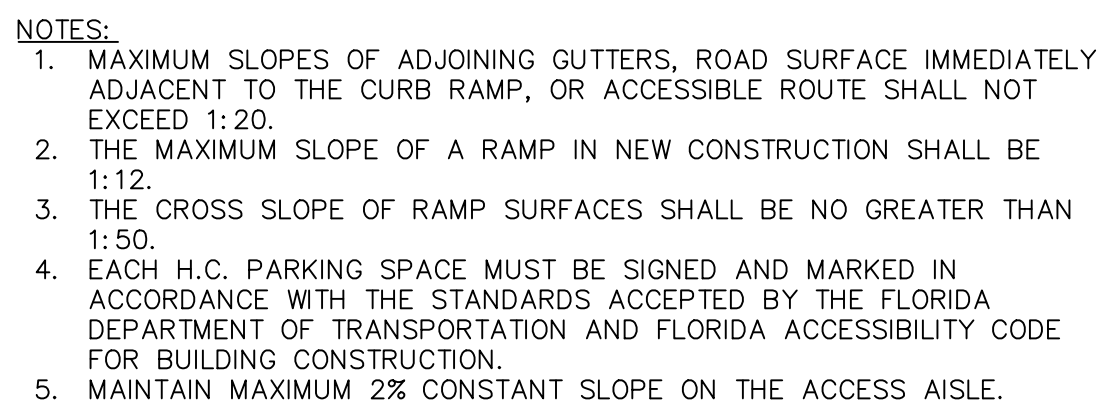 NOTES:
1. MAXIMUM SLOPES OF ADJOINING GUTTERS, ROAD SURFACE IMMEDIATELY
ADJACENT TO THE CURB RAMP, OR ACCESSIBLE ROUTE SHALL NOT
EXCEED 1:20.
2. THE MAXIMUM SLOPE OF A RAMP IN NEW CONSTRUCTION SHALL BE
1:12.
3. THE CROSS SLOPE OF RAMP SURFACES SHALL BE NO GREATER THAN
1:50.
4. EACH H.C. PARKING SPACE MUST BE SIGNED AND MARKED IN
ACCORDANCE WITH THE STANDARDS ACCEPTED BY THE FLORIDA
DEPARTMENT OF TRANSPORTATION AND FLORIDA ACCESSIBILITY CODE
FOR BUILDING CONSTRUCTION.
5. MAINTAIN MAXIMUM 2% CONSTANT SLOPE ON THE ACCESS AISLE.